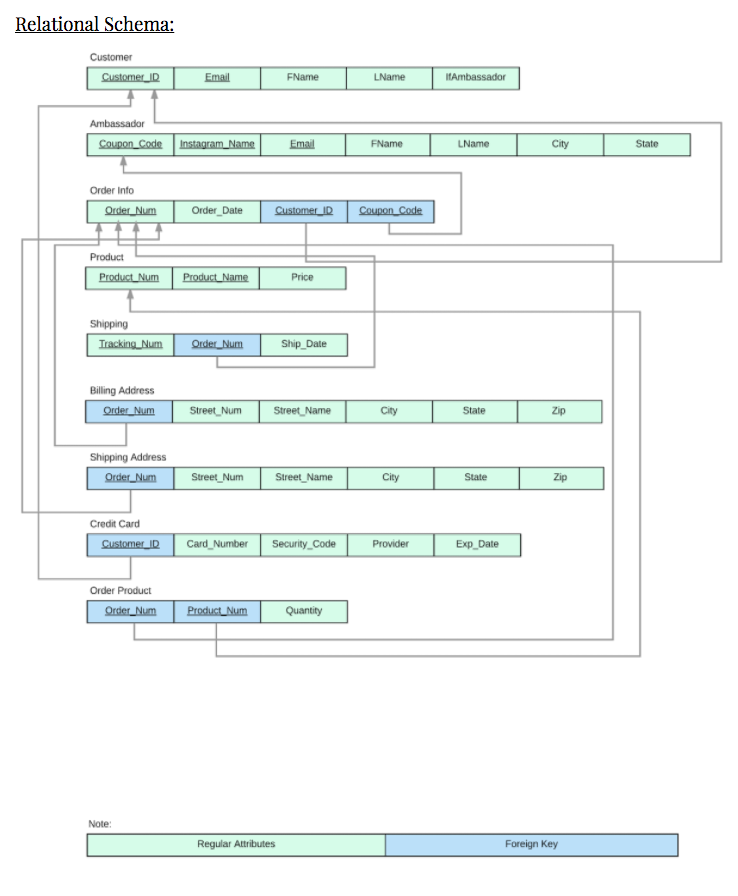 Relational Schema:
Customer
Customer_ID Email FName LName IfAmbassador
Ambassador
Coupon_Code Instagram_Name Email FName LName City State
Order Info
Order_Num Order_Date Customer_ID Coupon_Code
Product
Product_Num Product_Name Price
Shipping
Tracking_Num Order_Num Ship_Date
Billing Address
Order_Num Street_Num Street_Name City State Zip
Shipping Address
Order_Num Street_Num Street_Name City State Zip
Credit Card
Customer_ID Card_Number Security_Code Provider Exp_Date
Order Product
Order_Num Product_Num Quantity
Note:
Regular Attributes Foreign Key